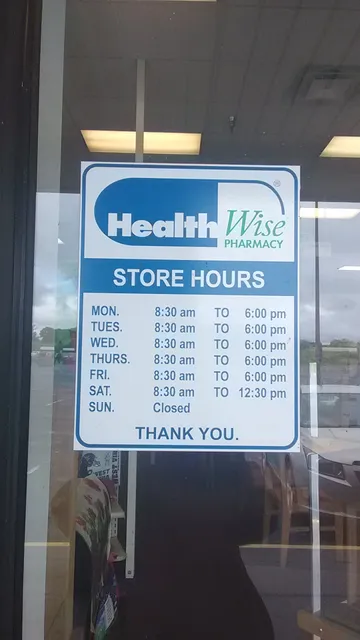 Health Wise ®
PHARMACY
STORE HOURS
MON. 8:30 am TO 6:00 pm
TUES. 8:30 am TO 6:00 pm
WED. 8:30 am TO 6:00 pm
THURS. 8:30 am TO 6:00 pm
FRI. 8:30 am TO 6:00 pm
SAT. 8:30 am TO 12:30 pm
SUN. Closed
THANK YOU.